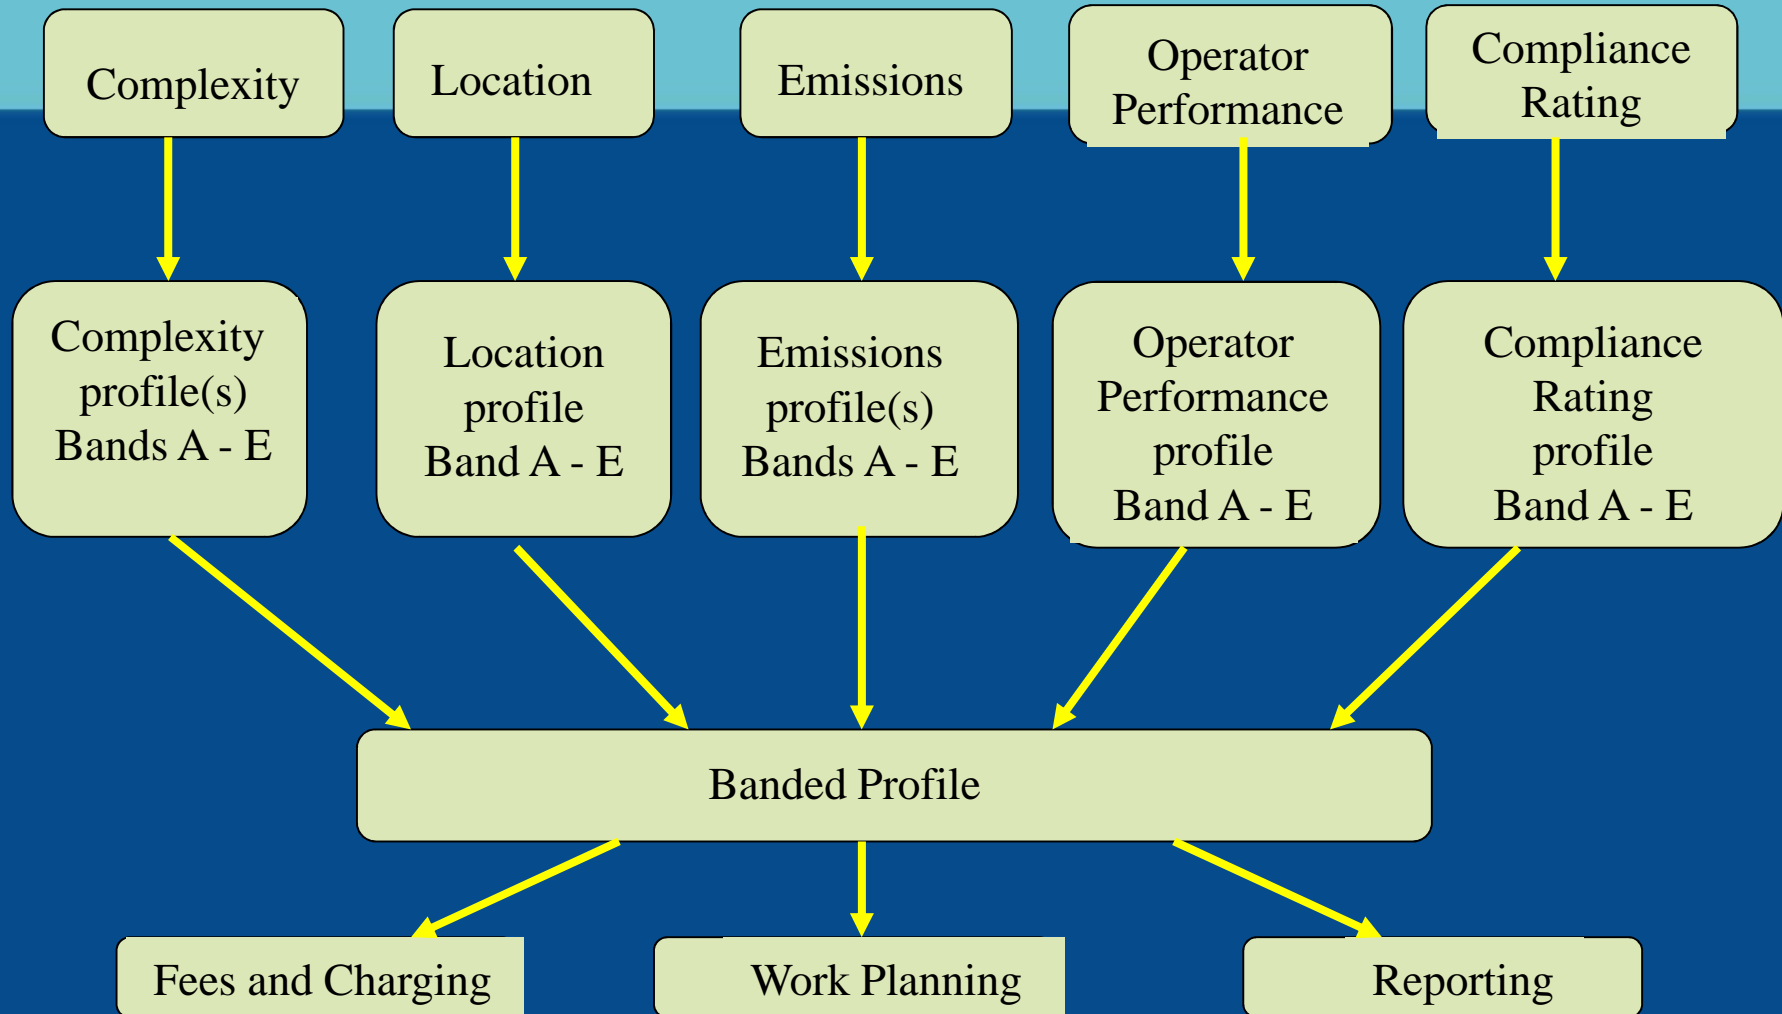 Complexity
Location
Emissions
Operator
Performance
Compliance
Rating
Complexity
profile(s)
Bands A - E
Location
profile
Band A - E
Emissions
profile(s)
Bands A - E
Operator
Performance
profile
Band A - E
Compliance
Rating
profile
Band A - E
Banded Profile
Fees and Charging
Work Planning
Reporting